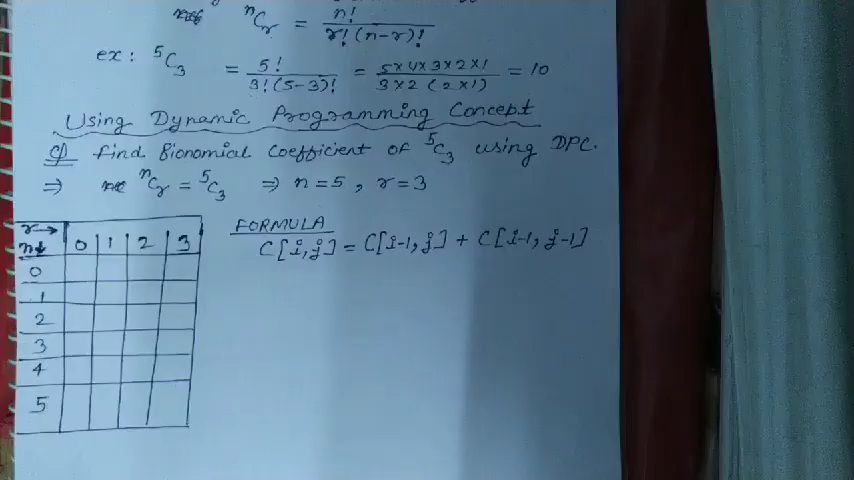 ⁿCᵣ = n! / r!(n-r)!
ex: ⁵C₃ = 5! / 3!(5-3)! = 5×4×3×2×1 / 3×2 (2×1) = 10
Using Dynamic Programming Concept
Q) Find Bionomial Coefficient of ⁵C₃ using DPC.
⇒ ⁿCᵣ = ⁵C₃ ⇒ n=5, r=3
FORMULA
C[i,j] = C[i-1, j] + C[i-1, j-1]
r→
n↓ 0 1 2 3
0
1
2
3
4
5